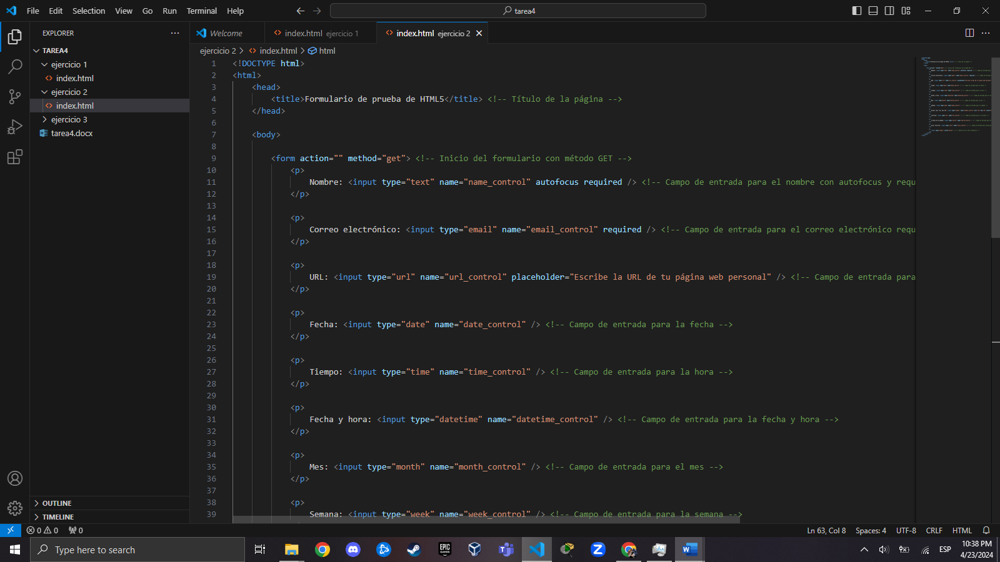 File Edit Selection View Go Run Terminal Help
tarea4
EXPLORER
Welcome
index.html ejercicio 1
index.html ejercicio 2
TAREA4
ejercicio 1
index.html
ejercicio 2
index.html
ejercicio 3
tarea4.docx
OUTLINE
TIMELINE
ejercicio 2 > index.html > html
1 <!DOCTYPE html>
2 <html>
3 <head>
4 <title>Formulario de prueba de HTML5</title> <!-- Título de la página -->
5 </head>
6
7 <body>
8
9 <form action="" method="get"> <!-- Inicio del formulario con método GET -->
10 <p>
11 Nombre: <input type="text" name="name_control" autofocus required /> <!-- Campo de entrada para el nombre con autofocus y requ
12 </p>
13
14 <p>
15 Correo electrónico: <input type="email" name="email_control" required /> <!-- Campo de entrada para el correo electrónico requ
16 </p>
17
18 <p>
19 URL: <input type="url" name="url_control" placeholder="Escribe la URL de tu página web personal" /> <!-- Campo de entrada para
20 </p>
21
22 <p>
23 Fecha: <input type="date" name="date_control" /> <!-- Campo de entrada para la fecha -->
24 </p>
25
26 <p>
27 Tiempo: <input type="time" name="time_control" /> <!-- Campo de entrada para la hora -->
28 </p>
29
30 <p>
31 Fecha y hora: <input type="datetime" name="datetime_control" /> <!-- Campo de entrada para la fecha y hora -->
32 </p>
33
34 <p>
35 Mes: <input type="month" name="month_control" /> <!-- Campo de entrada para el mes -->
36 </p>
37
38 <p>
39 Semana: <input type="week" name="week_control" /> <!-- Campo de entrada para la semana -->
0 0 0
Ln 63, Col 8 Spaces: 4 UTF-8 CRLF HTML
Type here to search
EPIC GAMES
ESP
10:38 PM
4/23/2024